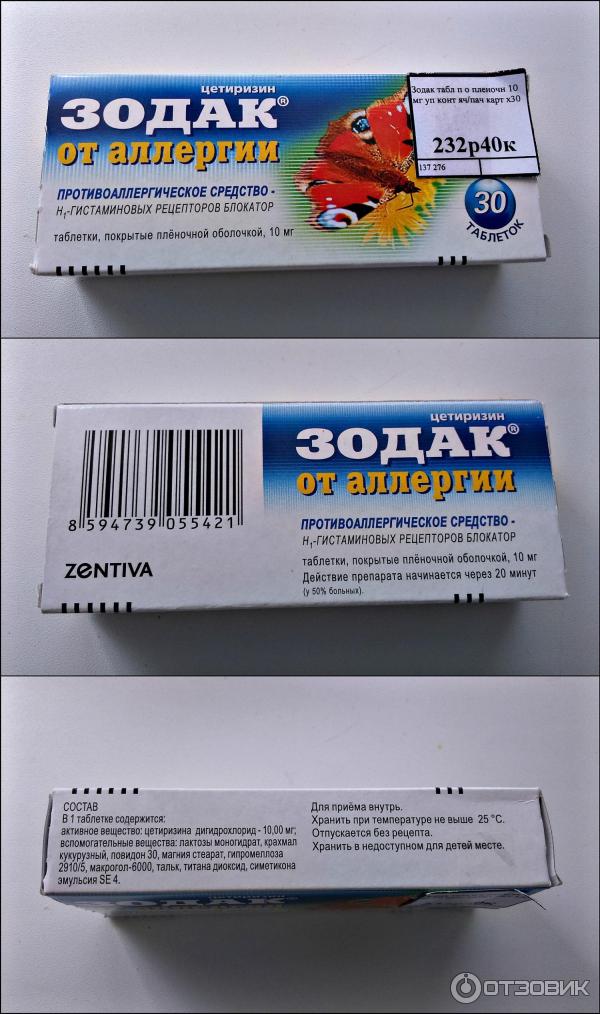 цетиризин
ЗОДАК®
от аллергии
ПРОТИВОАЛЛЕРГИЧЕСКОЕ СРЕДСТВО -
H₁-ГИСТАМИНОВЫХ РЕЦЕПТОРОВ БЛОКАТОР
таблетки, покрытые плёночной оболочкой, 10 мг
Зодак табл п о пленочн 10
мг уп конт яч/пач карт x30
232р40к
137 276
30
ТАБЛЕТОК
8 594739 055421
ZENTIVA
цетиризин
ЗОДАК®
от аллергии
ПРОТИВОАЛЛЕРГИЧЕСКОЕ СРЕДСТВО -
H₁-ГИСТАМИНОВЫХ РЕЦЕПТОРОВ БЛОКАТОР
таблетки, покрытые плёночной оболочкой, 10 мг
Действие препарата начинается через 20 минут
(у 50% больных).
СОСТАВ
В 1 таблетке содержится:
активное вещество: цетиризина дигидрохлорид - 10,00 мг;
вспомогательные вещества: лактозы моногидрат, крахмал
кукурузный, повидон 30, магния стеарат, гипромеллоза
2910/5, макрогол-6000, тальк, титана диоксид, симетикона
эмульсия SE 4.
Для приёма внутрь.
Хранить при температуре не выше 25 °C.
Отпускается без рецепта.
Хранить в недоступном для детей месте.
цетиризин
ЗОДАК
ОТЗОВИК